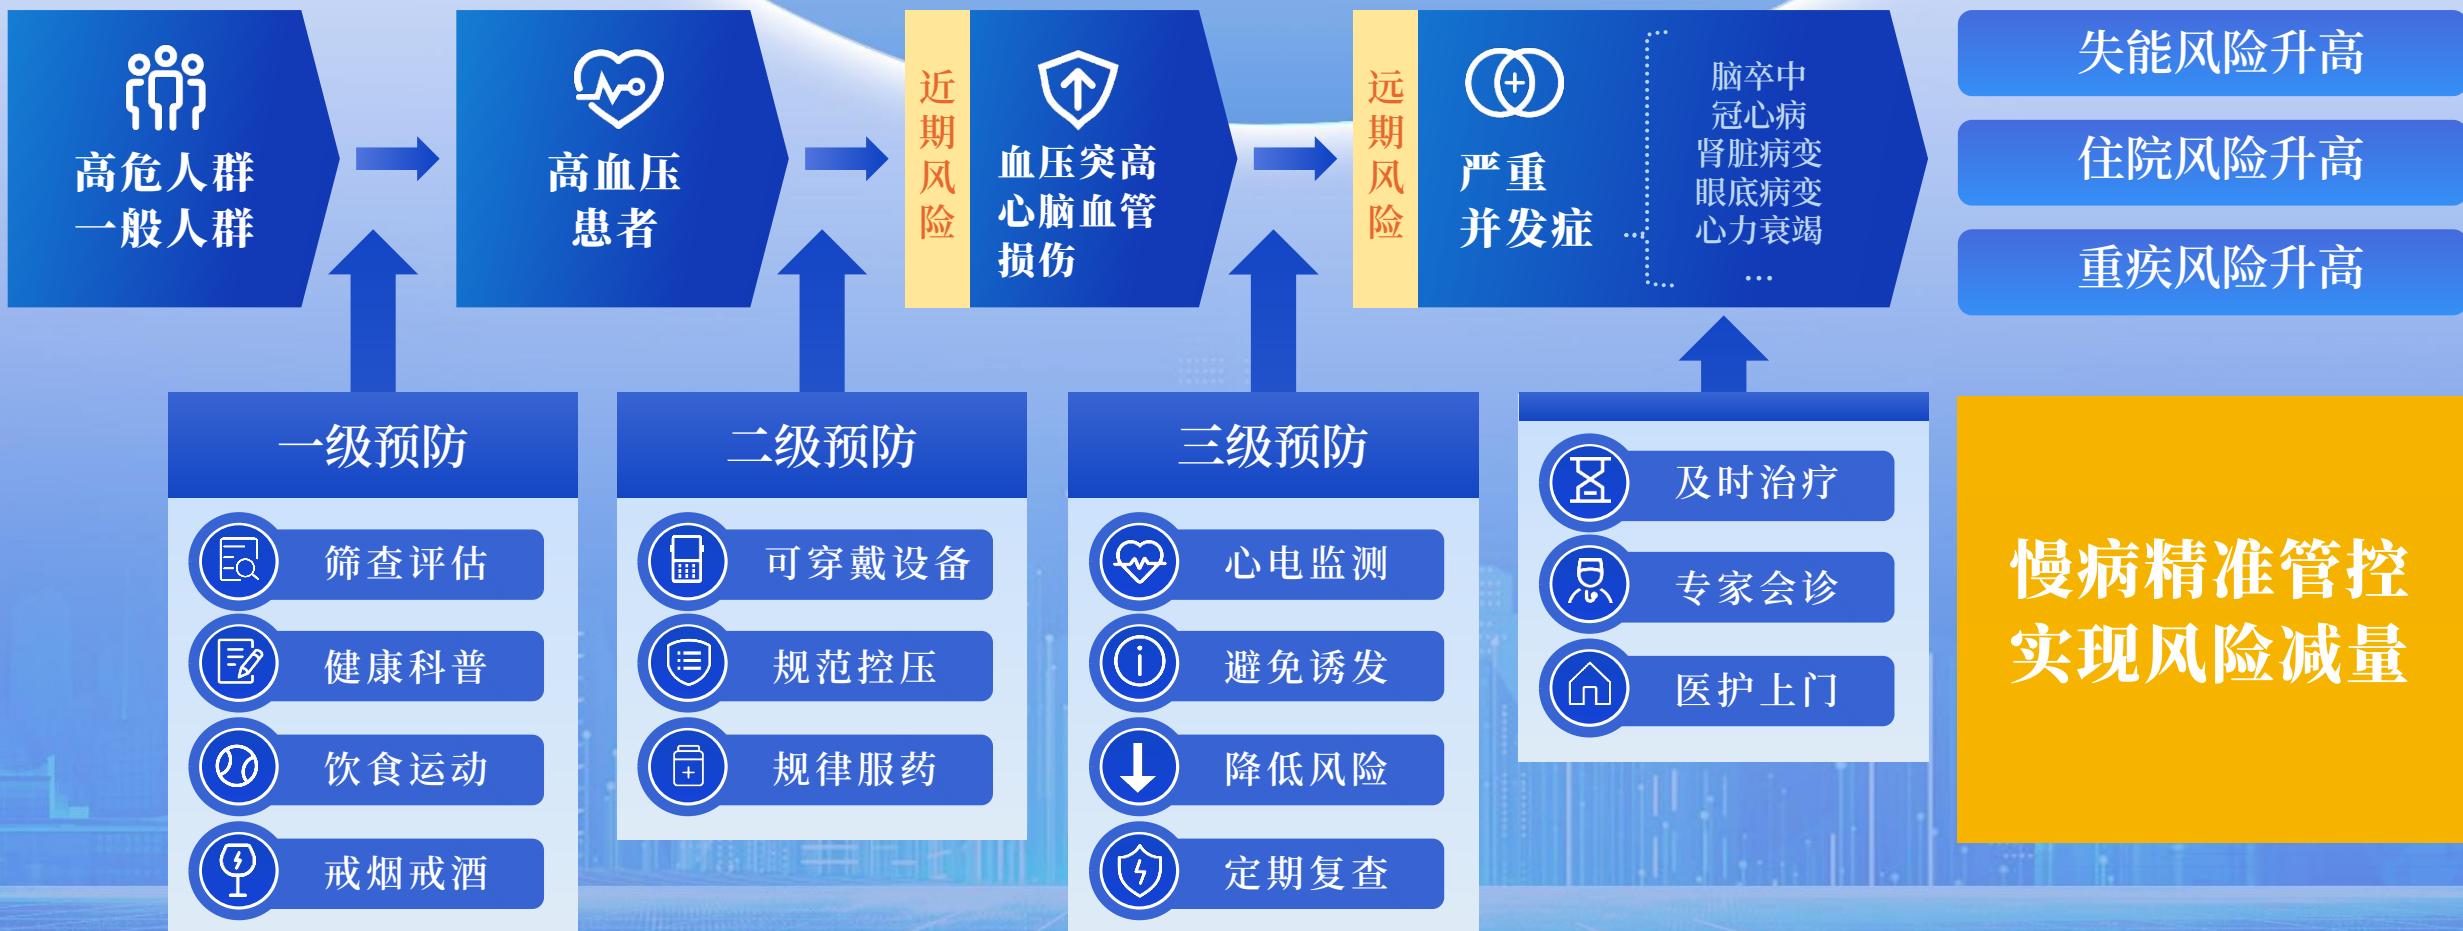 高危人群
一般人群
高血压
患者
近期风险
血压突高
心脑血管
损伤
远期风险
严重
并发症
脑卒中
冠心病
肾脏病变
眼底病变
心力衰竭
...
失能风险升高
住院风险升高
重疾风险升高
一级预防
筛查评估
健康科普
饮食运动
戒烟戒酒
二级预防
可穿戴设备
规范控压
规律服药
三级预防
心电监测
避免诱发
降低风险
定期复查
及时治疗
专家会诊
医护上门
慢病精准管控
实现风险减量